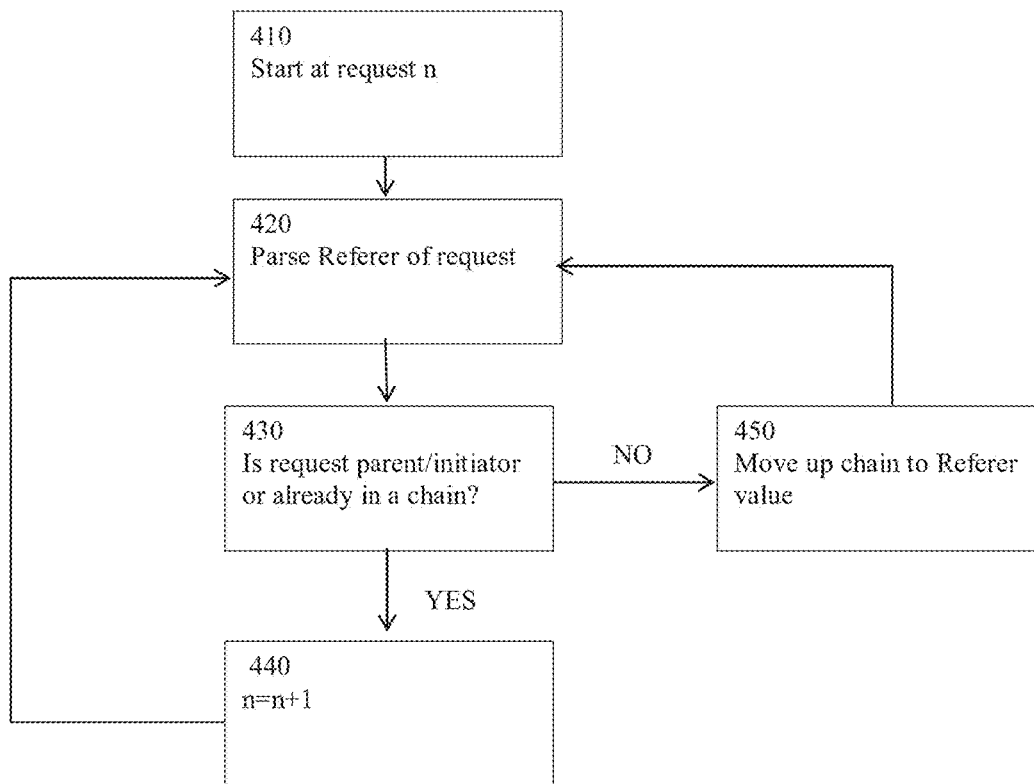 410
Start at request n
420
Parse Referer of request
430
Is request parent/initiator
or already in a chain?
NO
450
Move up chain to Referer
value
YES
440
n=n+1